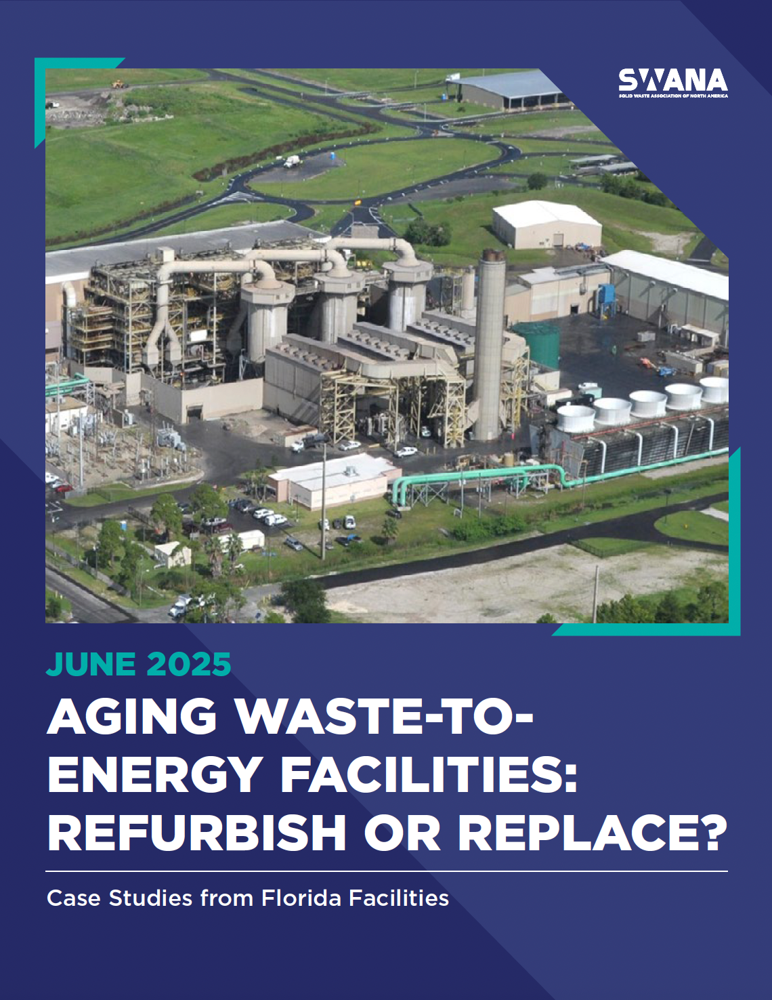 SWANA
SOLID WASTE ASSOCIATION OF NORTH AMERICA
JUNE 2025
AGING WASTE-TO-
ENERGY FACILITIES:
REFURBISH OR REPLACE?
Case Studies from Florida Facilities